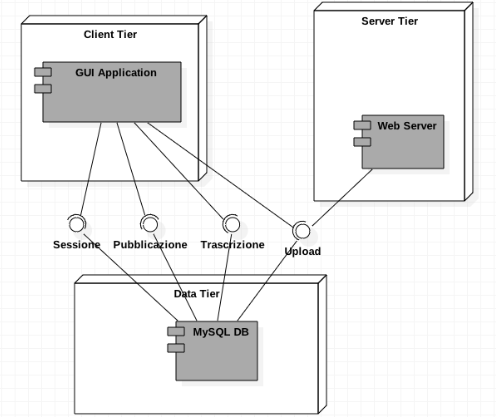 Client Tier
Server Tier
GUI Application
Web Server
Sessione
Pubblicazione
Trascrizione
Upload
Data Tier
MySQL DB